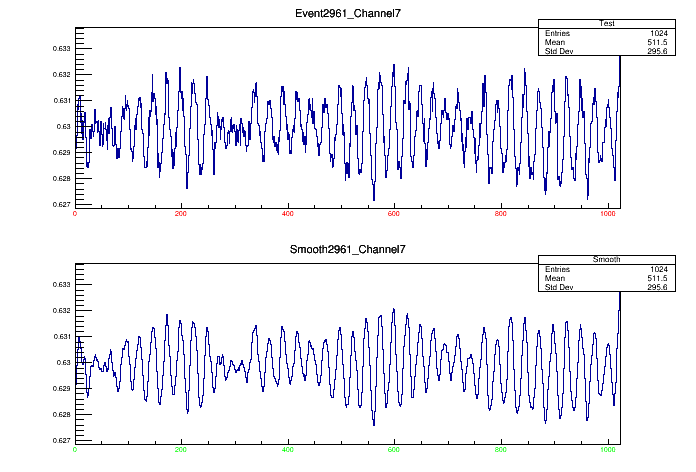 Event2961_Channel7
Test
Entries 1024
Mean 511.5
Std Dev 295.6
0.633
0.632
0.631
0.63
0.629
0.628
0.627
0 200 400 600 800 1000
Smooth2961_Channel7
Smooth
Entries 1024
Mean 511.5
Std Dev 295.6
0.633
0.632
0.631
0.63
0.629
0.628
0.627
0 200 400 600 800 1000